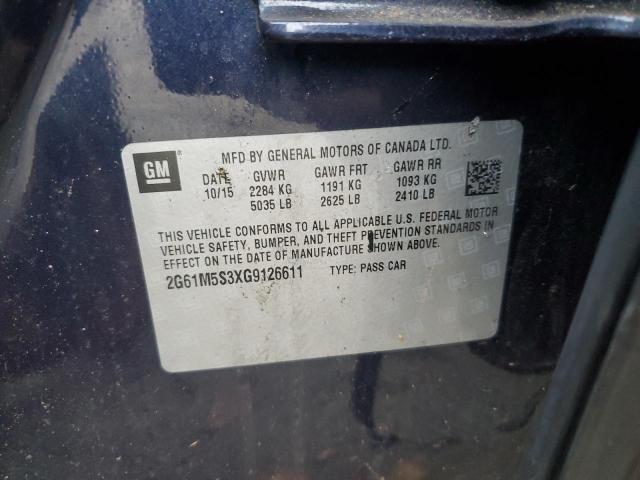 MFD BY GENERAL MOTORS OF CANADA LTD.
GM®
DATE GVWR GAWR FRT GAWR RR
10/15 2284 KG 1191 KG 1093 KG
5035 LB 2625 LB 2410 LB
THIS VEHICLE CONFORMS TO ALL APPLICABLE U.S. FEDERAL MOTOR
VEHICLE SAFETY, BUMPER, AND THEFT PREVENTION STANDARDS IN
EFFECT ON THE DATE OF MANUFACTURE SHOWN ABOVE.
2G61M5S3XG9126611 TYPE: PASS CAR